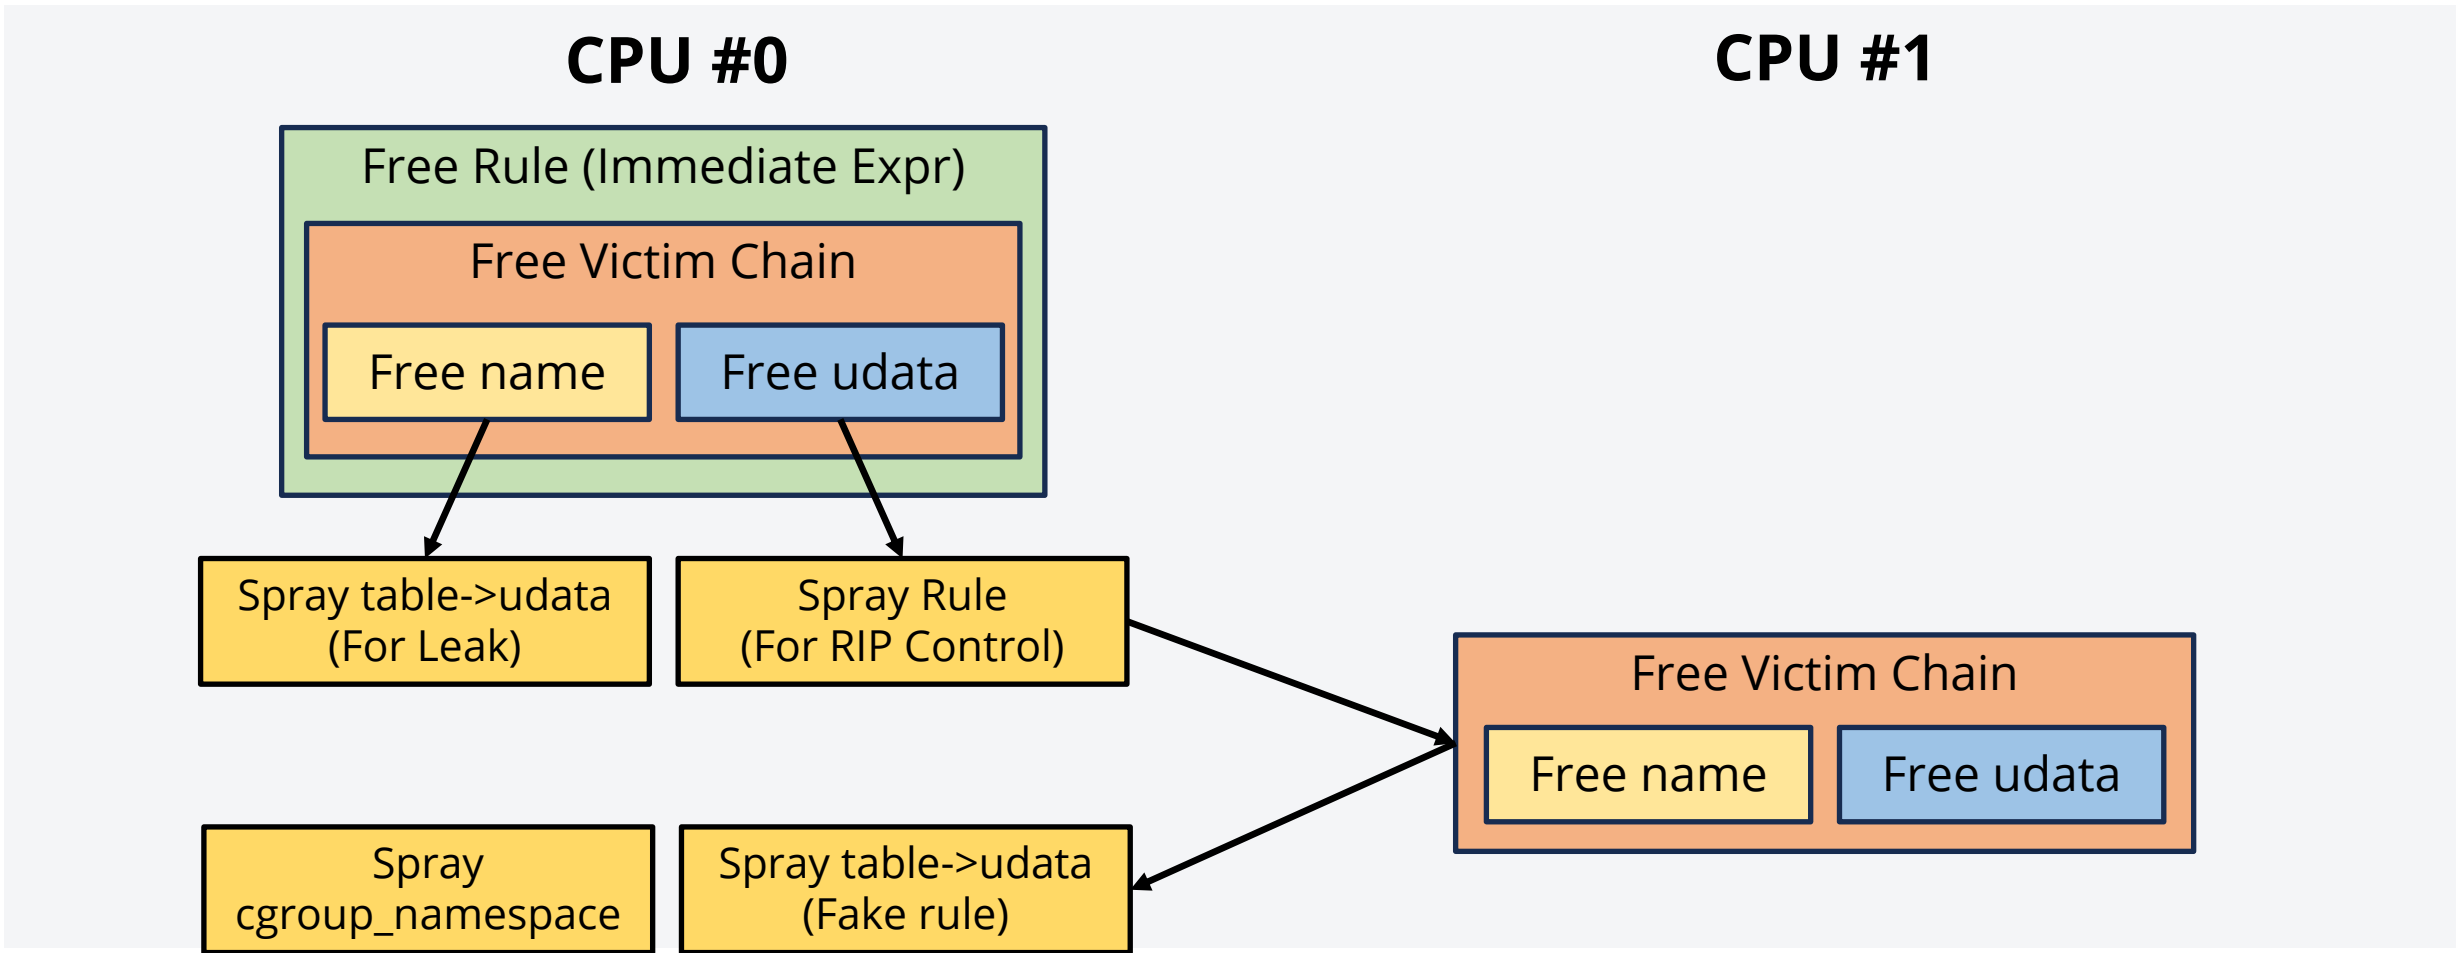 CPU #0
CPU #1
Free Rule (Immediate Expr)
Free Victim Chain
Free name
Free udata
Spray table->udata
(For Leak)
Spray Rule
(For RIP Control)
Free Victim Chain
Free name
Free udata
Spray
cgroup_namespace
Spray table->udata
(Fake rule)